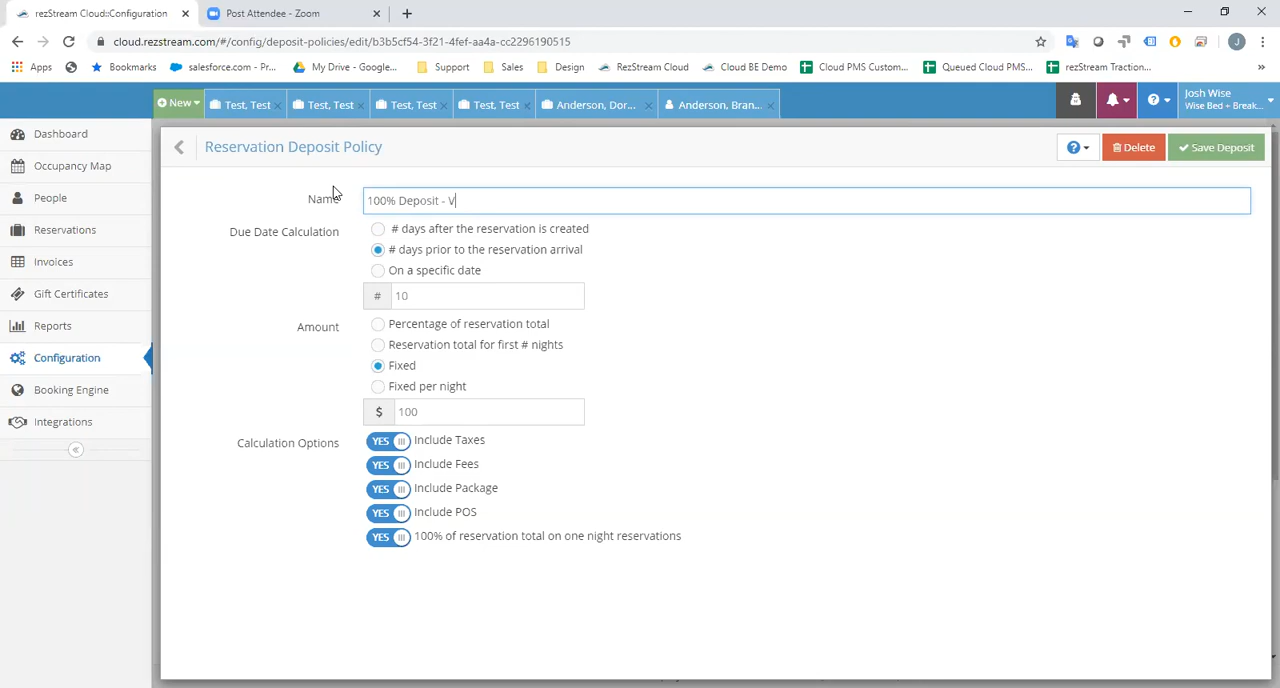 rezStream Cloud::Configuration
Post Attendee - Zoom
cloud.rezstream.com/#/config/deposit-policies/edit/b3b5cf54-3f21-4fef-aa4a-cc2296190515
J
Apps
Bookmarks
salesforce.com - Pr...
My Drive - Google...
Support
Sales
Design
RezStream Cloud
Cloud BE Demo
Cloud PMS Custom...
Queued Cloud PMS...
rezStream Traction...
New
Test, Test
Test, Test
Test, Test
Test, Test
Anderson, Dor...
Anderson, Bran...
Josh Wise
Wise Bed + Break...
Dashboard
Occupancy Map
People
Reservations
Invoices
Gift Certificates
Reports
Configuration
Booking Engine
Integrations
Reservation Deposit Policy
Delete
Save Deposit
Name
100% Deposit - V
Due Date Calculation
# days after the reservation is created
# days prior to the reservation arrival
On a specific date
# 10
Amount
Percentage of reservation total
Reservation total for first # nights
Fixed
Fixed per night
$ 100
Calculation Options
YES Include Taxes
YES Include Fees
YES Include Package
YES Include POS
YES 100% of reservation total on one night reservations